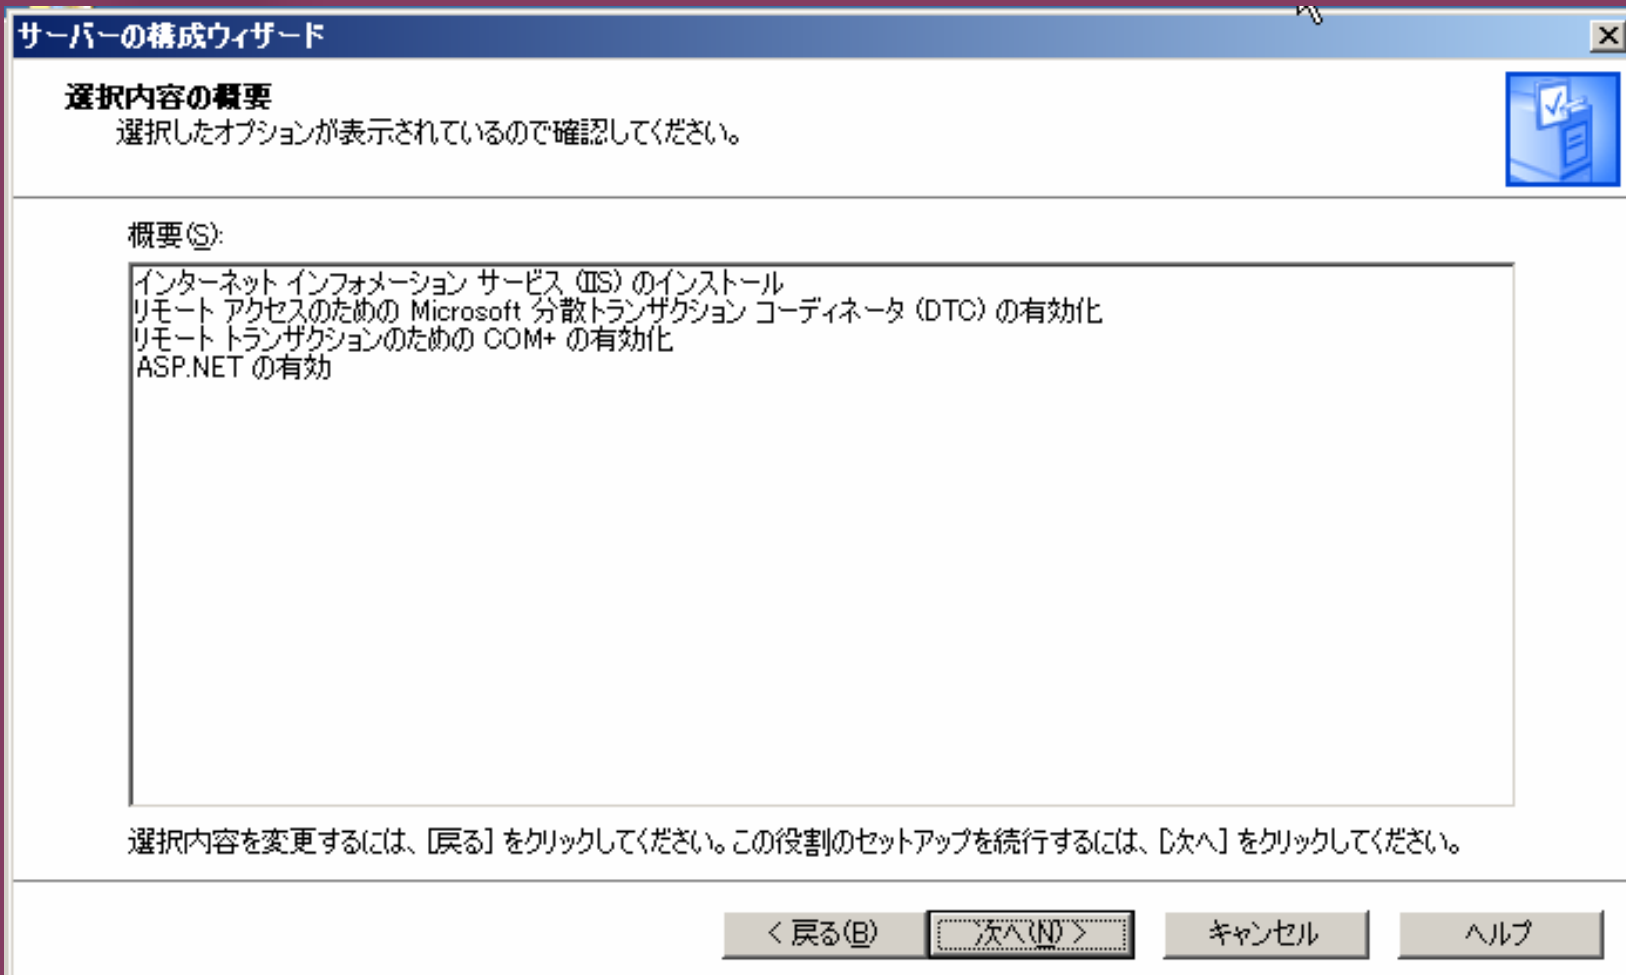 サーバーの構成ウィザード
選択内容の概要
選択したオプションが表示されているので確認してください。
概要(S):
インターネット インフォメーション サービス (IIS) のインストール
リモート アクセスのための Microsoft 分散トランザクション コーディネータ (DTC) の有効化
リモート トランザクションのための COM+ の有効化
ASP.NET の有効
選択内容を変更するには、[戻る] をクリックしてください。この役割のセットアップを続行するには、[次へ] をクリックしてください。
< 戻る(B) 次へ(N) > キャンセル ヘルプ